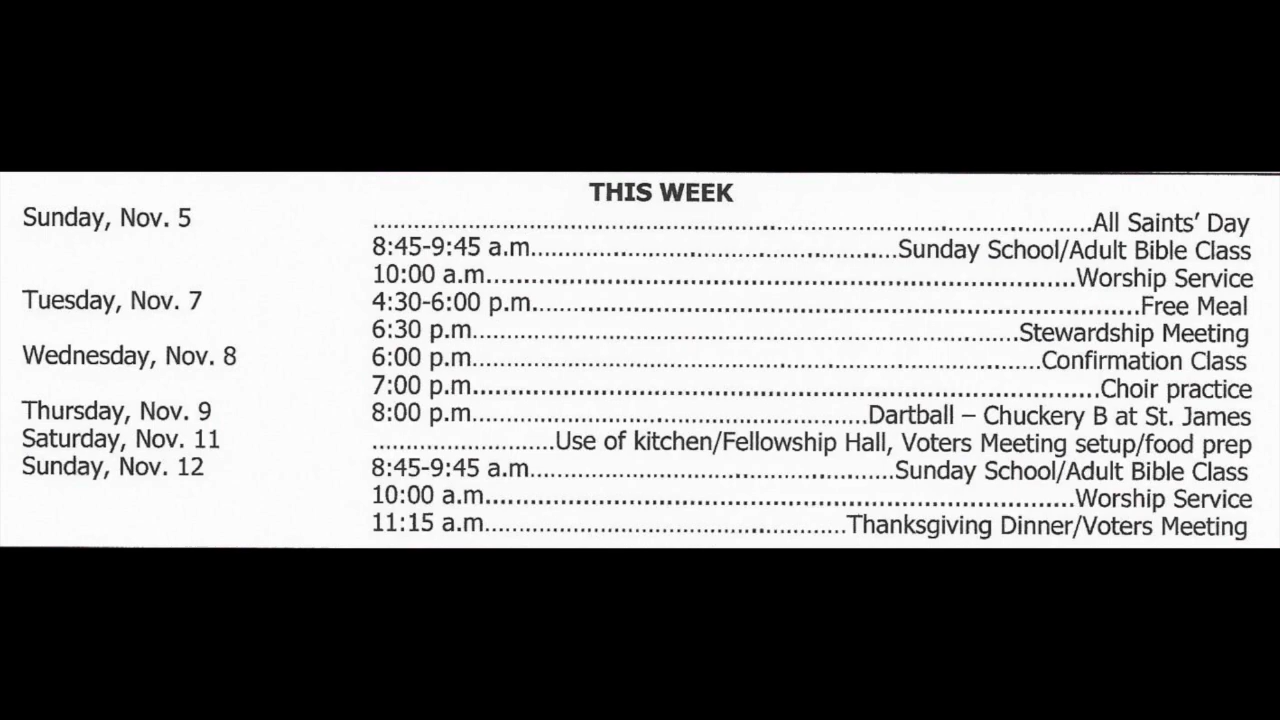 THIS WEEK
Sunday, Nov. 5 ........................................All Saints' Day
8:45-9:45 a.m........................................Sunday School/Adult Bible Class
10:00 a.m........................................Worship Service
Tuesday, Nov. 7 4:30-6:00 p.m........................................Free Meal
6:30 p.m........................................Stewardship Meeting
Wednesday, Nov. 8 6:00 p.m........................................Confirmation Class
7:00 p.m........................................Choir practice
Thursday, Nov. 9 8:00 p.m........................................Dartball – Chuckery B at St. James
Saturday, Nov. 11 ........................Use of kitchen/Fellowship Hall, Voters Meeting setup/food prep
Sunday, Nov. 12 8:45-9:45 a.m........................................Sunday School/Adult Bible Class
10:00 a.m........................................Worship Service
11:15 a.m........................................Thanksgiving Dinner/Voters Meeting